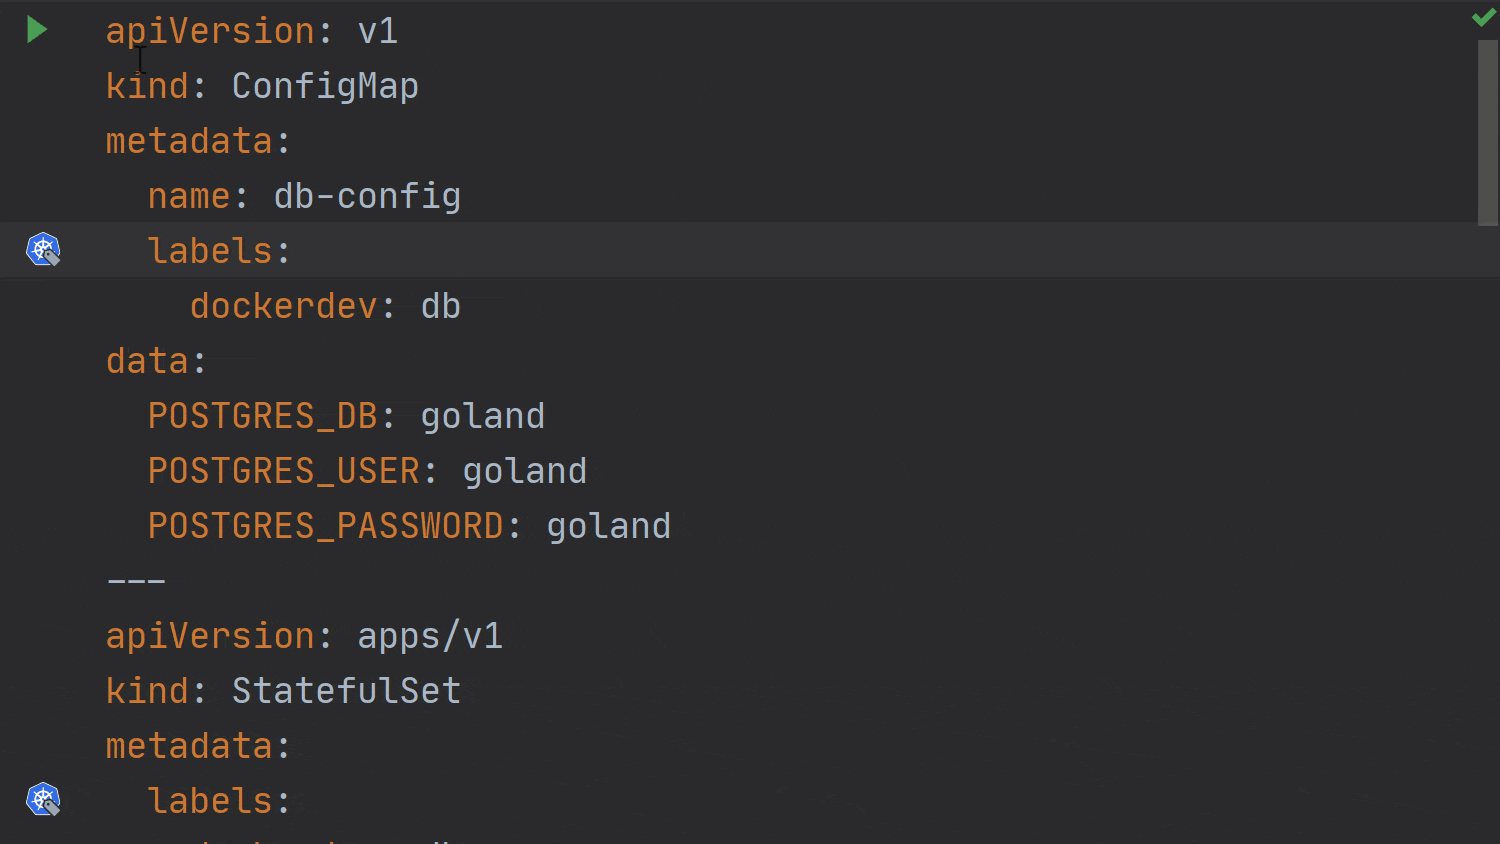 apiVersion: v1
kind: ConfigMap
metadata:
  name: db-config
  labels:
    dockerdev: db
data:
  POSTGRES_DB: goland
  POSTGRES_USER: goland
  POSTGRES_PASSWORD: goland
---
apiVersion: apps/v1
kind: StatefulSet
metadata:
  labels: